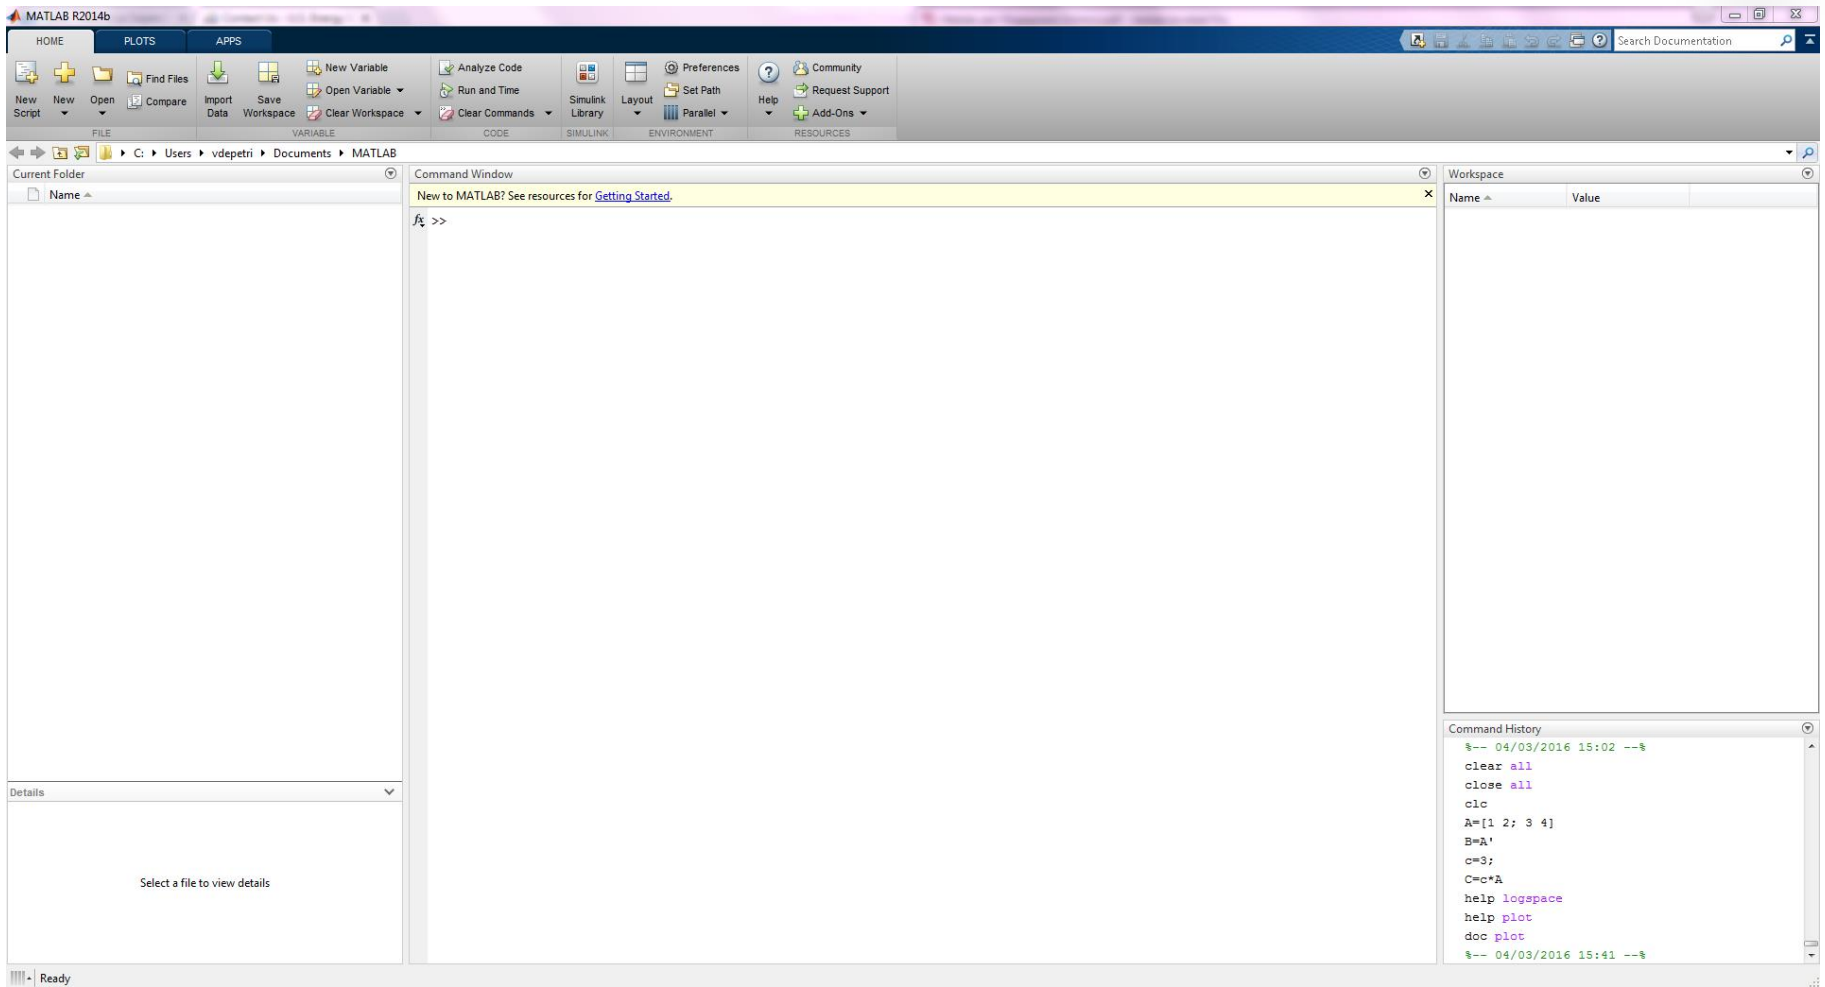 MATLAB R2014b
HOME PLOTS APPS
Search Documentation
New Script
New
Open
Find Files
Compare
FILE
Import Data
Save Workspace
New Variable
Open Variable
Clear Workspace
VARIABLE
Analyze Code
Run and Time
Clear Commands
CODE
Simulink Library
SIMULINK
Layout
Preferences
Set Path
Parallel
ENVIRONMENT
Help
Community
Request Support
Add-Ons
RESOURCES
C: Users vdepetri Documents MATLAB
Current Folder
Name
Details
Select a file to view details
Command Window
New to MATLAB? See resources for Getting Started.
fx >>
Workspace
Name Value
Command History
%-- 04/03/2016 15:02 --%
clear all
close all
clc
A=[1 2; 3 4]
B=A'
c=3;
C=c*A
help logspace
help plot
doc plot
%-- 04/03/2016 15:41 --%
Ready